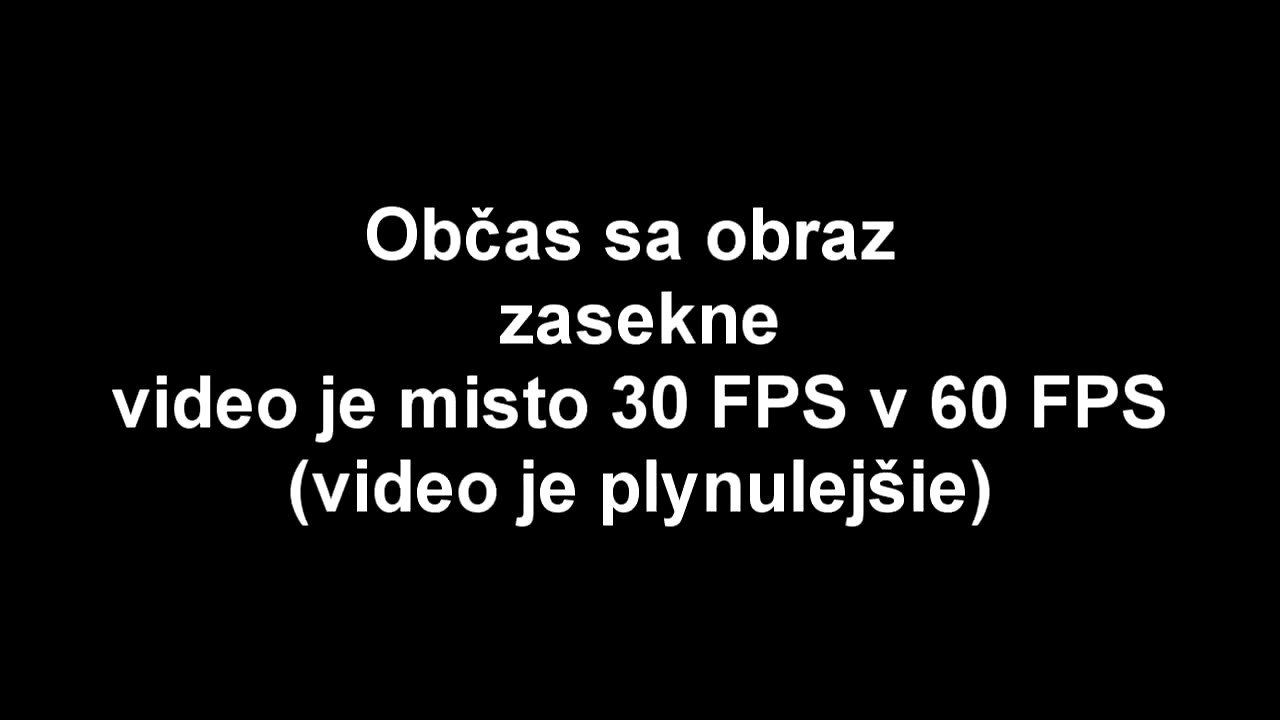 Občas sa obraz
zasekne
video je misto 30 FPS v 60 FPS
(video je plynulejšie)